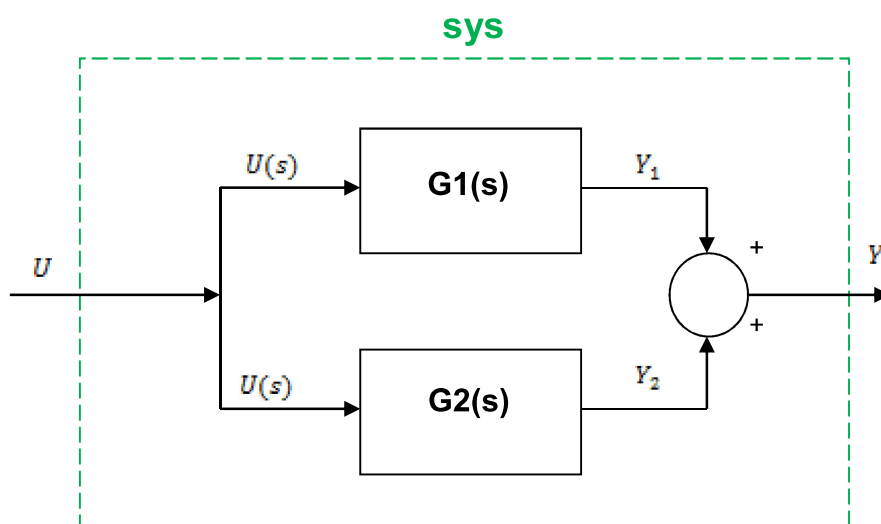 sys
U(s)
G1(s)
Y₁
+
U
Y
+
U(s)
G2(s)
Y₂